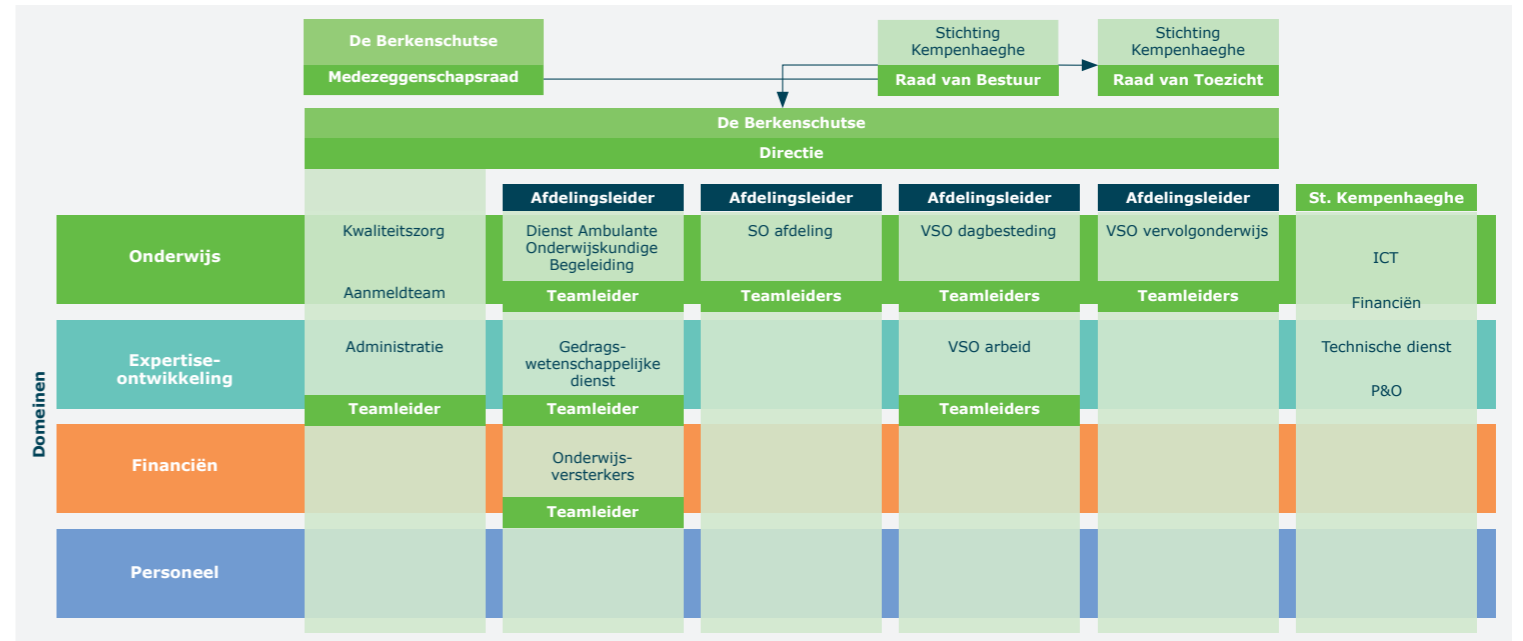 De Berkenschutse
Medezeggenschapsraad
Stichting
Kempenhaeghe
Raad van Bestuur
Stichting
Kempenhaeghe
Raad van Toezicht
De Berkenschutse
Directie
Afdelingsleider
Afdelingsleider
Afdelingsleider
Afdelingsleider
St. Kempenhaeghe
Domeinen
Onderwijs
Kwaliteitszorg
Aanmeldteam
Dienst Ambulante
Onderwijskundige
Begeleiding
Teamleider
SO afdeling
Teamleiders
VSO dagbesteding
Teamleiders
VSO vervolgonderwijs
Teamleiders
ICT
Financiën
Expertise-
ontwikkeling
Administratie
Teamleider
Gedrags-
wetenschappelijke
dienst
Teamleider
VSO arbeid
Teamleiders
Technische dienst
P&O
Financiën
Onderwijs-
versterkers
Teamleider
Personeel